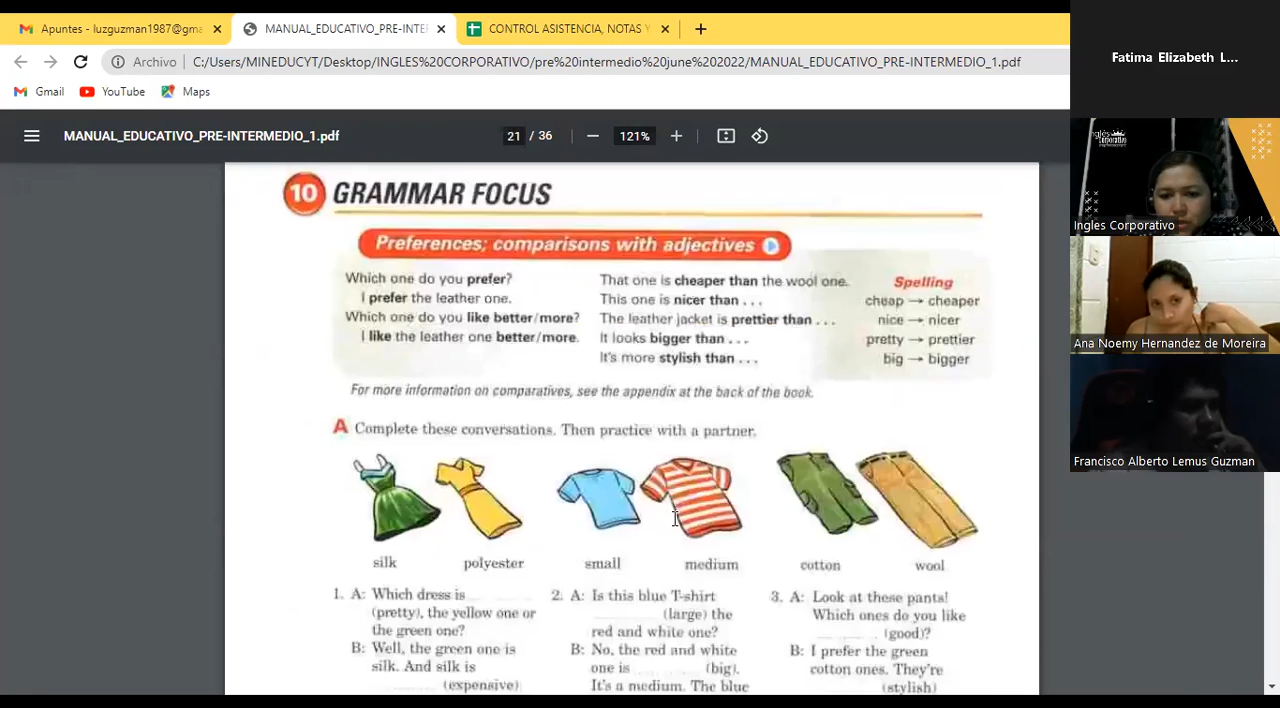 Apuntes - luzguzman1987@gma
MANUAL_EDUCATIVO_PRE-INTE
CONTROL ASISTENCIA, NOTAS Y
Archivo
C:/Users/MINEDUCYT/Desktop/INGLES%20CORPORATIVO/pre%20intermedio%20june%202022/MANUAL_EDUCATIVO_PRE-INTERMEDIO_1.pdf
Gmail
YouTube
Maps
MANUAL_EDUCATIVO_PRE-INTERMEDIO_1.pdf
21 / 36
121%
10 GRAMMAR FOCUS
Preferences; comparisons with adjectives
Which one do you prefer?
I prefer the leather one.
Which one do you like better/more?
I like the leather one better/more.
That one is cheaper than the wool one.
This one is nicer than . . .
The leather jacket is prettier than . . .
It looks bigger than . . .
It's more stylish than . . .
Spelling
cheap → cheaper
nice → nicer
pretty → prettier
big → bigger
For more information on comparatives, see the appendix at the back of the book.
A Complete these conversations. Then practice with a partner.
silk
polyester
small
medium
cotton
wool
1. A: Which dress is
(pretty), the yellow one or
the green one?
B: Well, the green one is
silk. And silk is
(expensive)
2. A: Is this blue T-shirt
(large) the
red and white one?
B: No, the red and white
one is (big).
It's a medium. The blue
3. A: Look at these pants!
Which ones do you like
(good)?
B: I prefer the green
cotton ones. They're
(stylish)
Fatima Elizabeth L...
Ingles Corporativo
Ana Noemy Hernandez de Moreira
Francisco Alberto Lemus Guzman